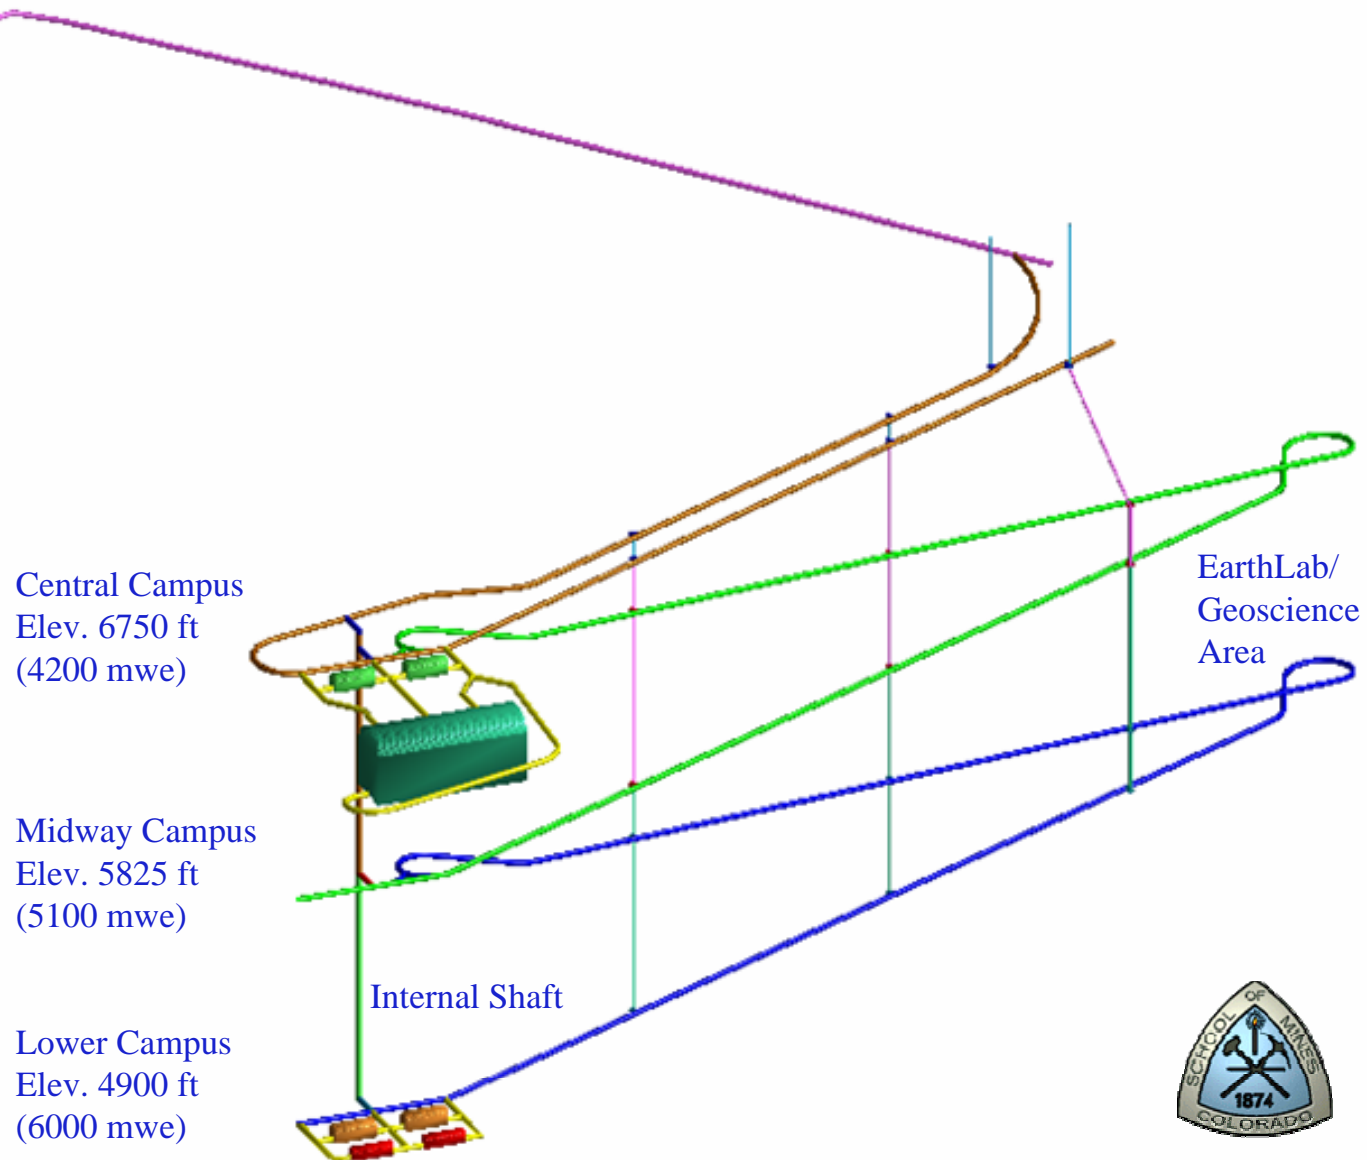 Central Campus
Elev. 6750 ft
(4200 mwe)
EarthLab/
Geoscience
Area
Midway Campus
Elev. 5825 ft
(5100 mwe)
Internal Shaft
Lower Campus
Elev. 4900 ft
(6000 mwe)
SCHOOL OF MINES
1874
COLORADO